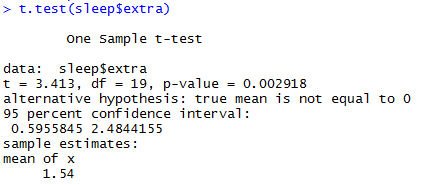 > t.test(sleep$extra)
One Sample t-test
data:  sleep$extra
t = 3.413, df = 19, p-value = 0.002918
alternative hypothesis: true mean is not equal to 0
95 percent confidence interval:
 0.5955845 2.4844155
sample estimates:
mean of x
     1.54